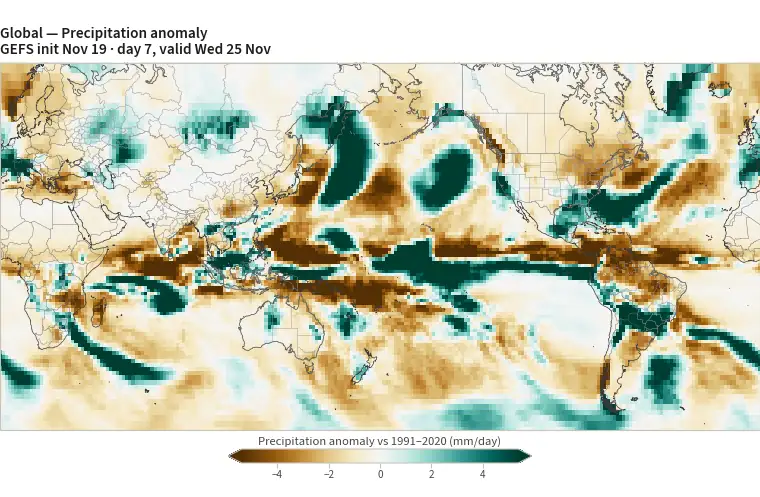 Global — Precipitation anomaly
GEFS init Nov 19 · day 7, valid Wed 25 Nov
Precipitation anomaly vs 1991–2020 (mm/day)
−4 −2 0 2 4